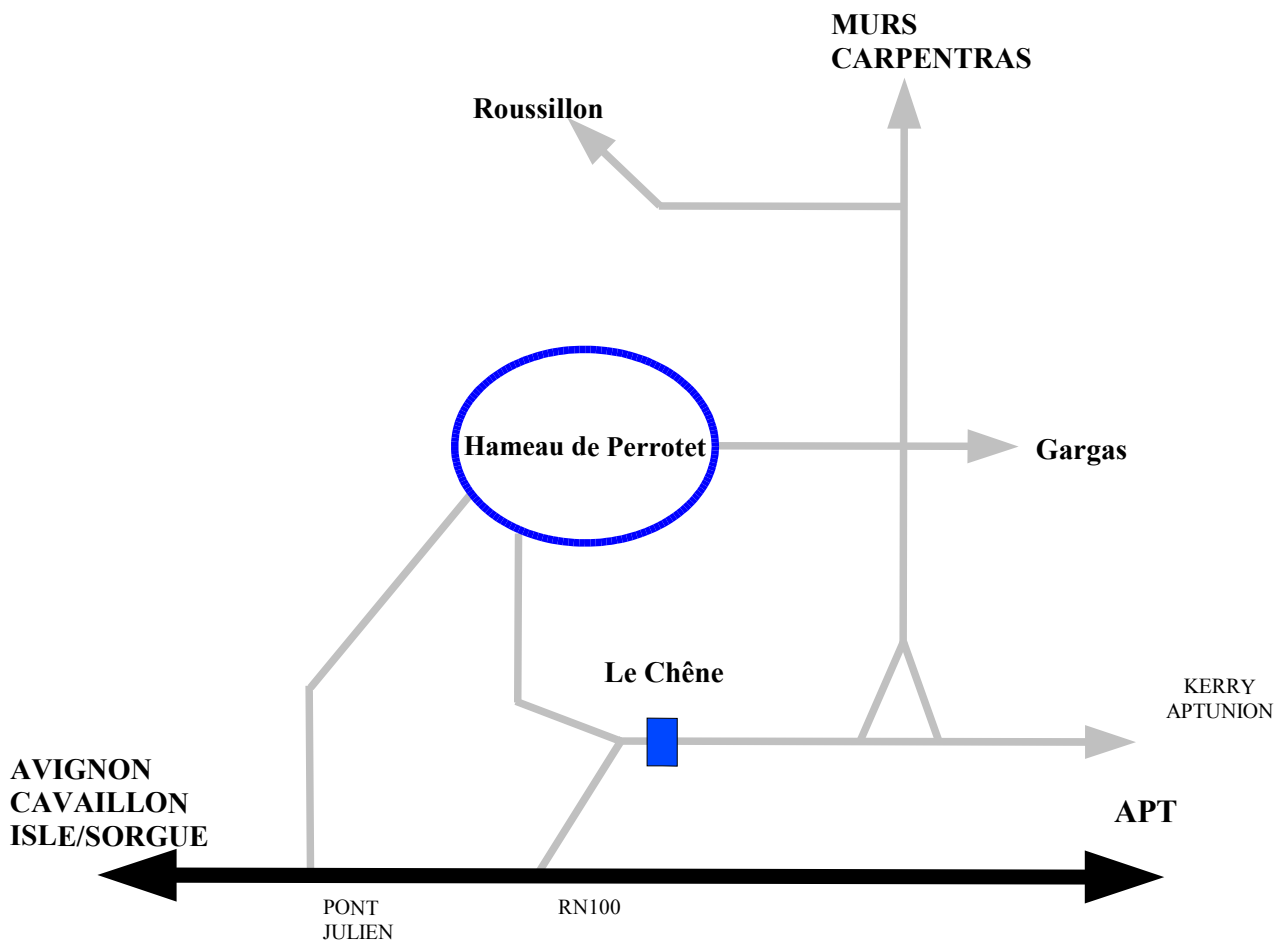 MURS
CARPENTRAS
Roussillon
Hameau de Perrotet
Gargas
Le Chêne
KERRY
APTUNION
AVIGNON
CAVAILLON
ISLE/SORGUE
APT
PONT
JULIEN
RN100